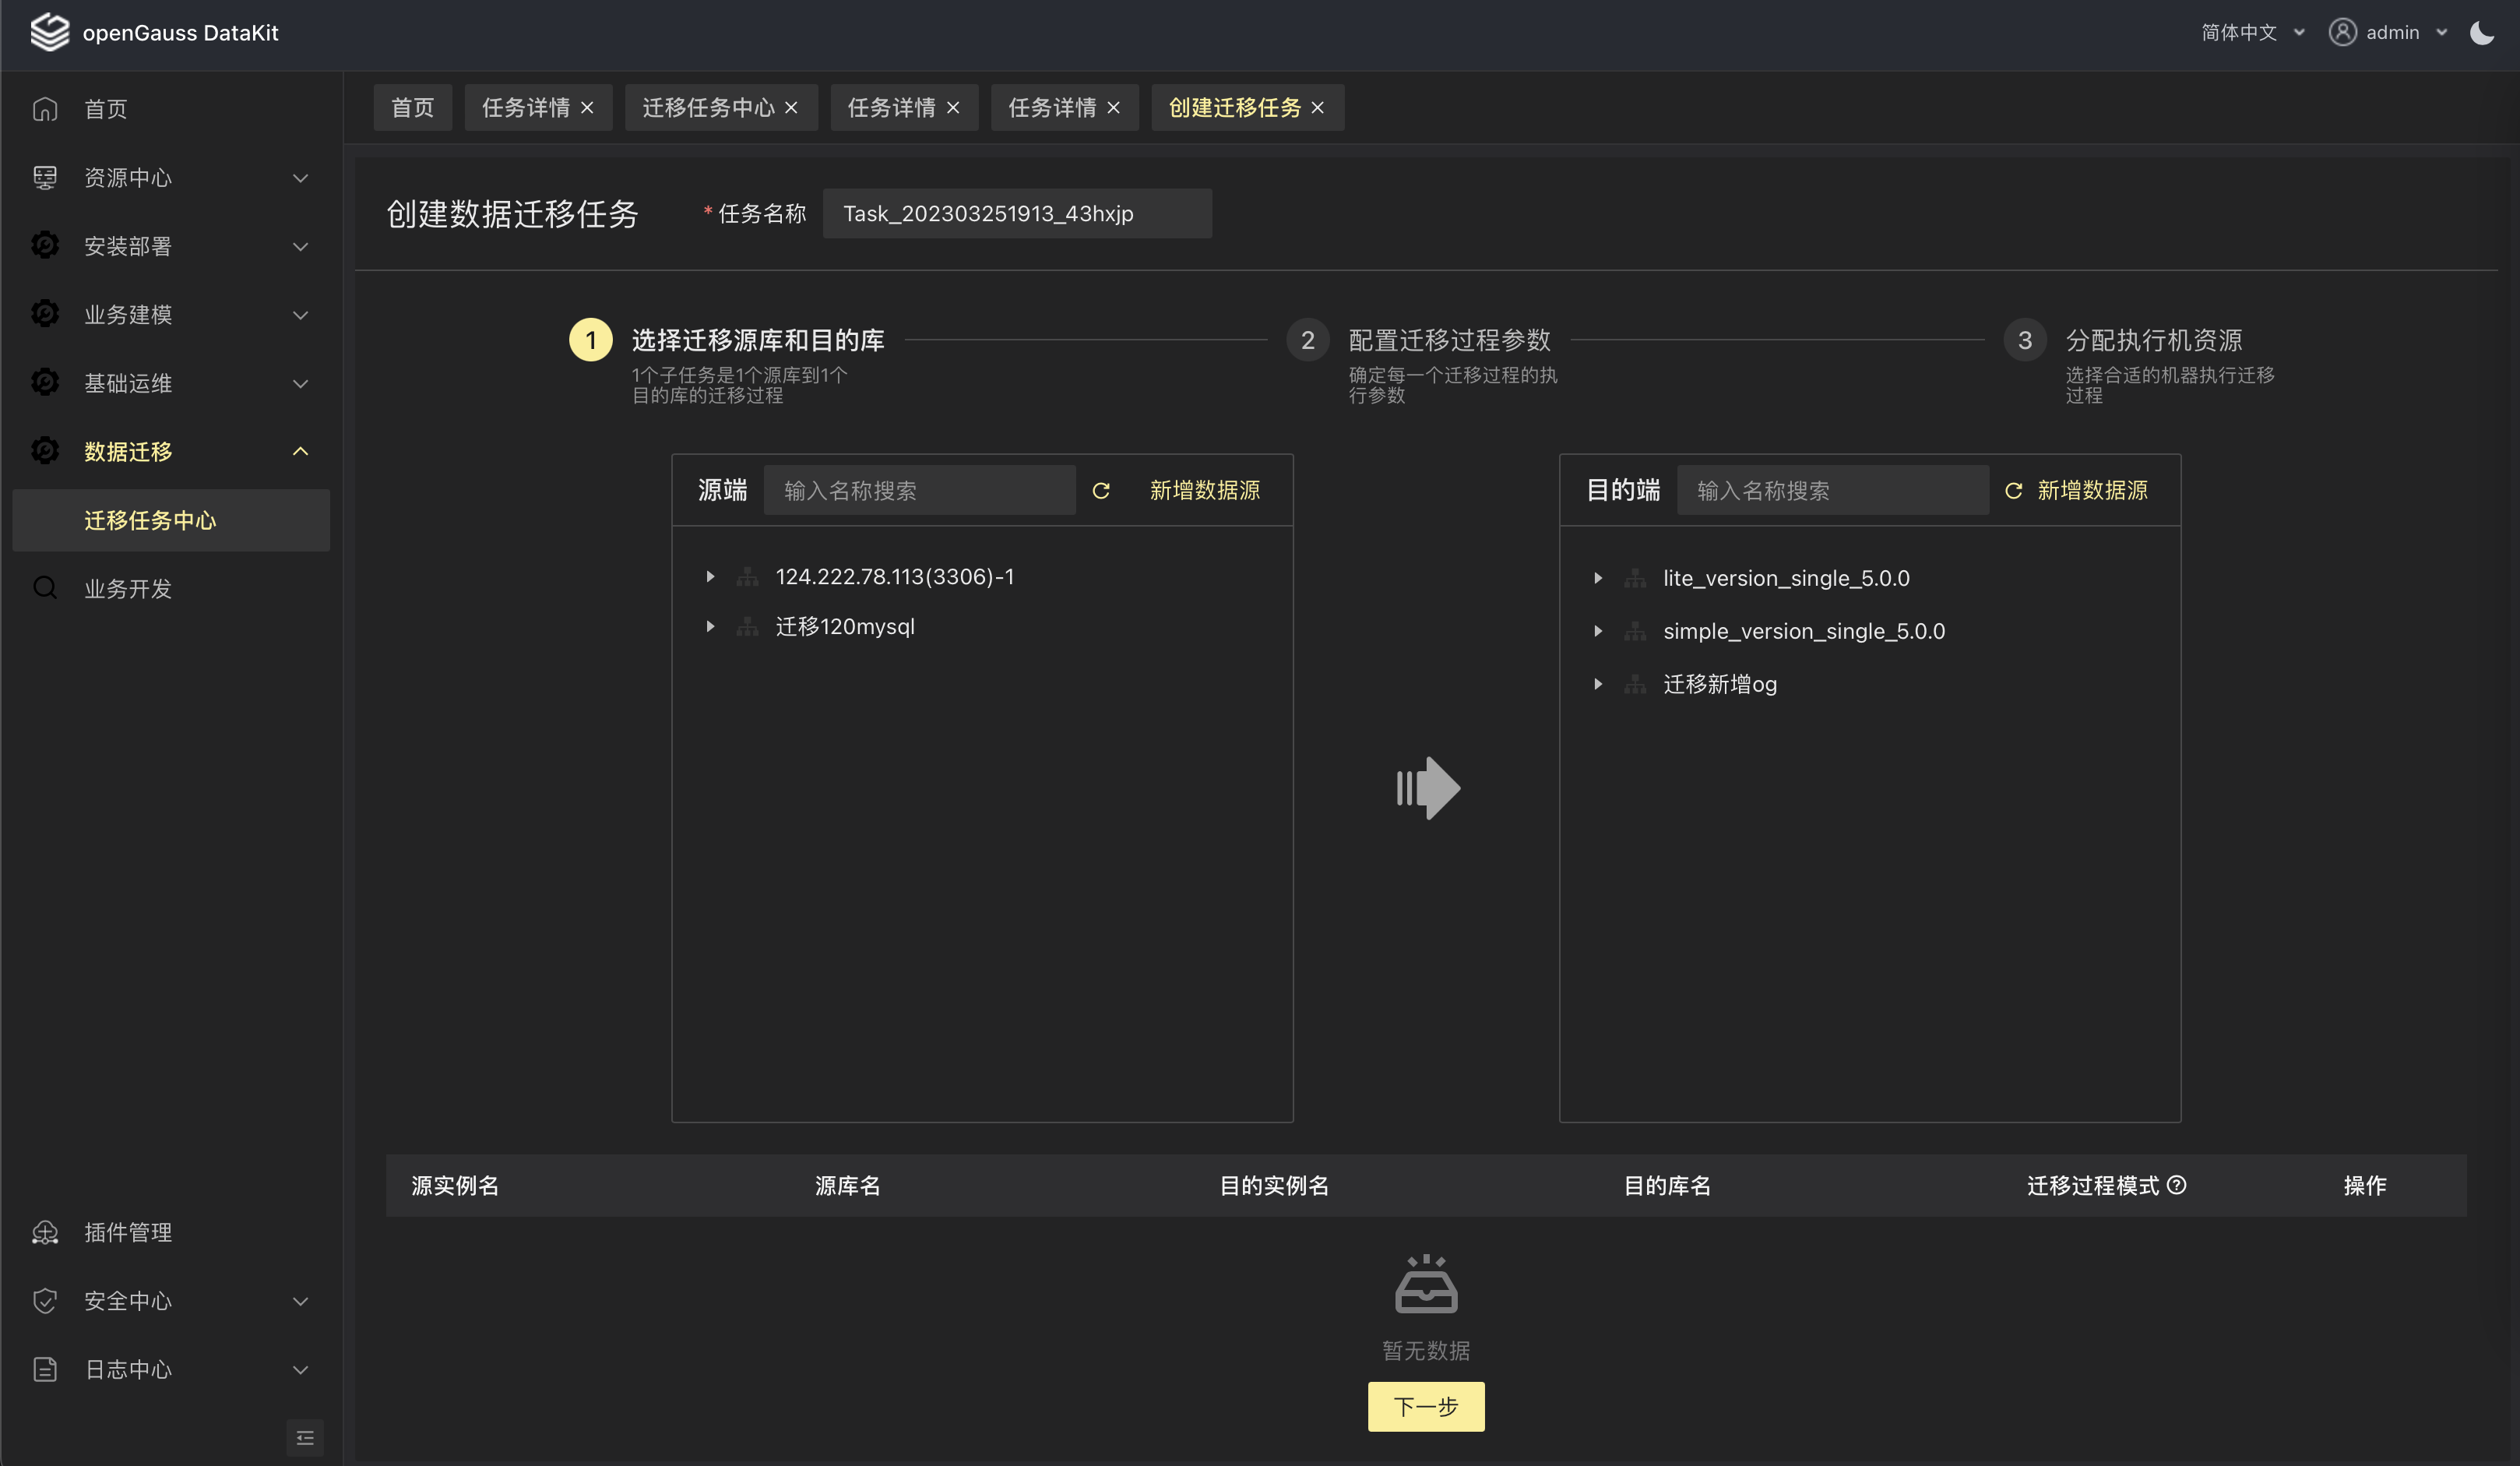 openGauss DataKit
简体中文
admin
首页
资源中心
安装部署
业务建模
基础运维
数据迁移
迁移任务中心
业务开发
插件管理
安全中心
日志中心
首页
任务详情
迁移任务中心
任务详情
任务详情
创建迁移任务
创建数据迁移任务
* 任务名称
Task_202303251913_43hxjp
1
选择迁移源库和目的库
1个子任务是1个源库到1个
目的库的迁移过程
2
配置迁移过程参数
确定每一个迁移过程的执
行参数
3
分配执行机资源
选择合适的机器执行迁移
过程
源端
输入名称搜索
新增数据源
124.222.78.113(3306)-1
迁移120mysql
目的端
输入名称搜索
新增数据源
lite_version_single_5.0.0
simple_version_single_5.0.0
迁移新增og
源实例名
源库名
目的实例名
目的库名
迁移过程模式
操作
暂无数据
下一步